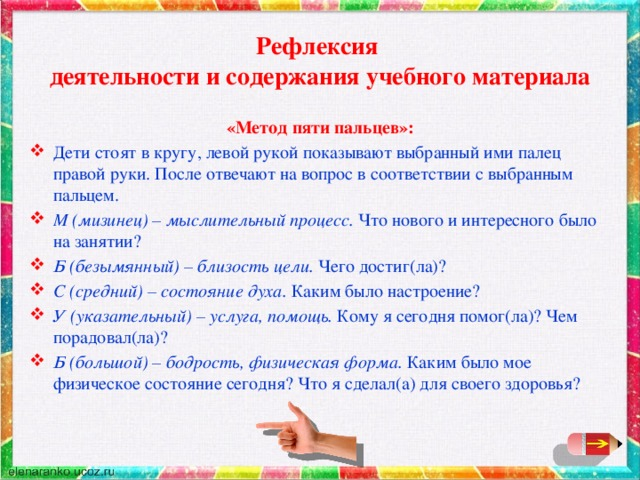 Рефлексия
деятельности и содержания учебного материала
«Метод пяти пальцев»:
Дети стоят в кругу, левой рукой показывают выбранный ими палец
правой руки. После отвечают на вопрос в соответствии с выбранным
пальцем.
М (мизинец) – мыслительный процесс. Что нового и интересного было
на занятии?
Б (безымянный) – близость цели. Чего достиг(ла)?
С (средний) – состояние духа. Каким было настроение?
У (указательный) – услуга, помощь. Кому я сегодня помог(ла)? Чем
порадовал(ла)?
Б (большой) – бодрость, физическая форма. Каким было мое
физическое состояние сегодня? Что я сделал(а) для своего здоровья?
elenaranko.ucoz.ru